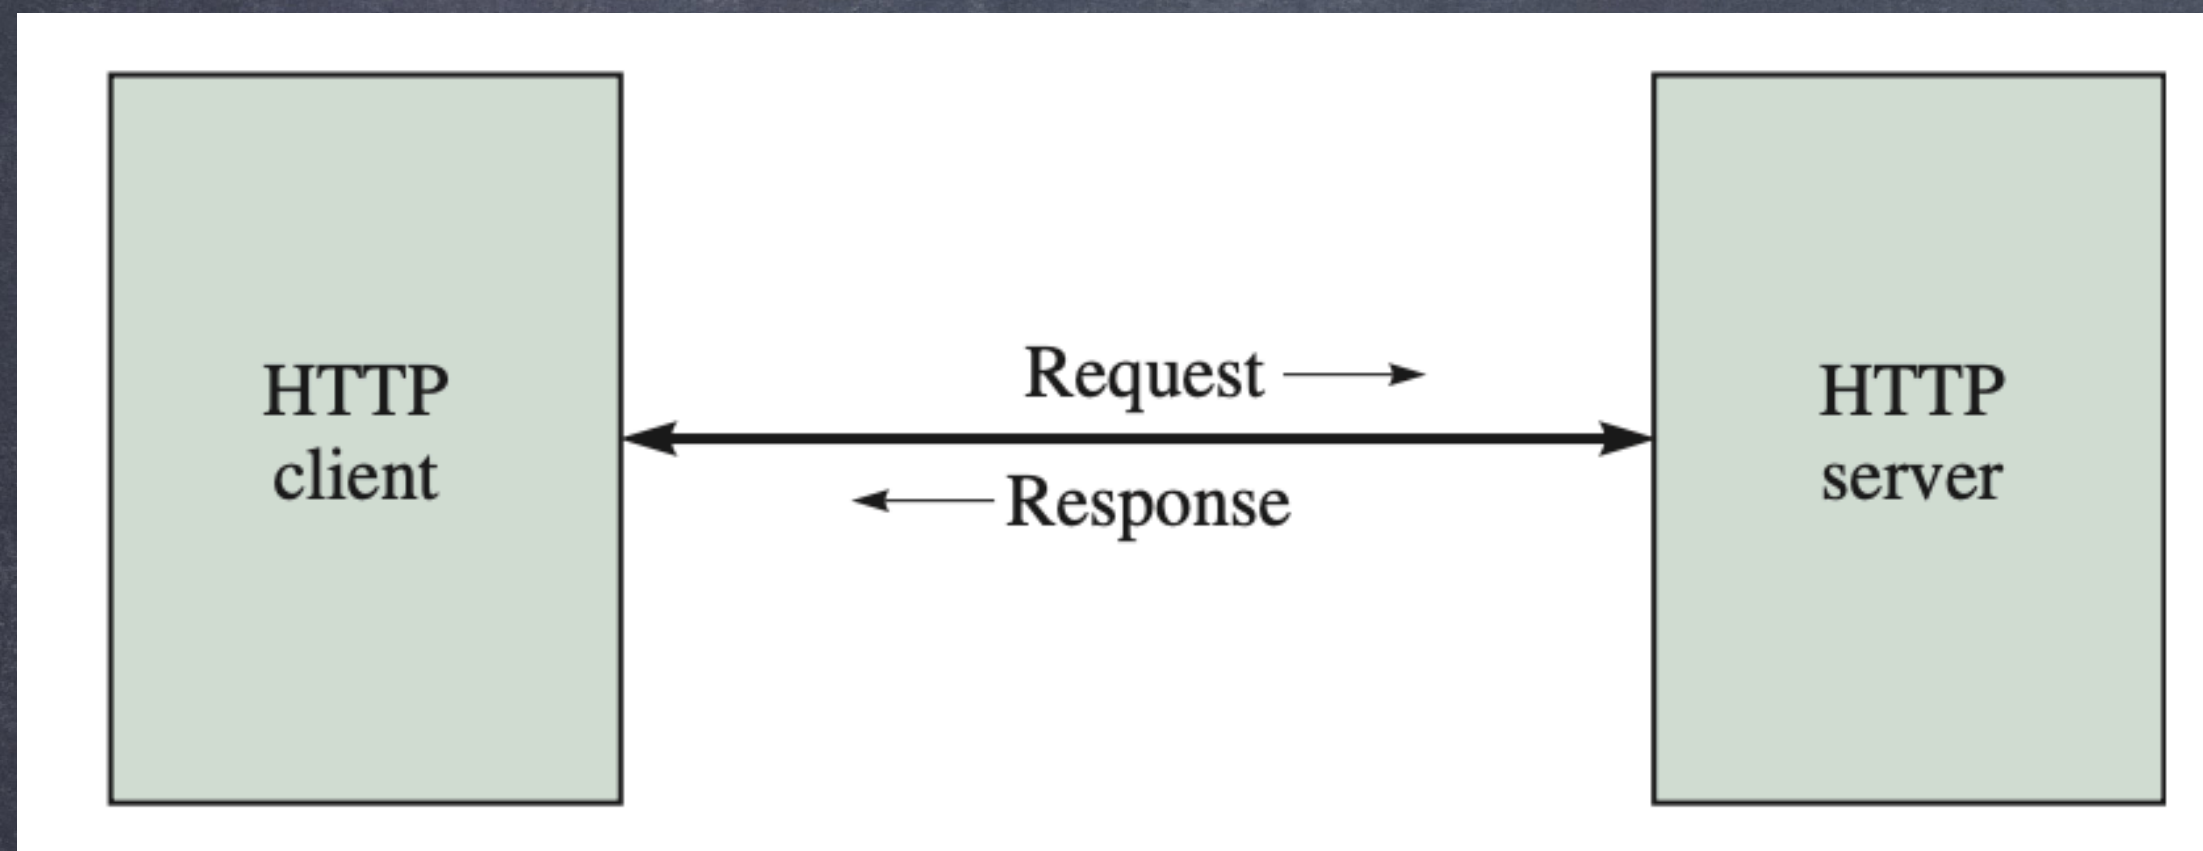 HTTP
client
Request
Response
HTTP
server